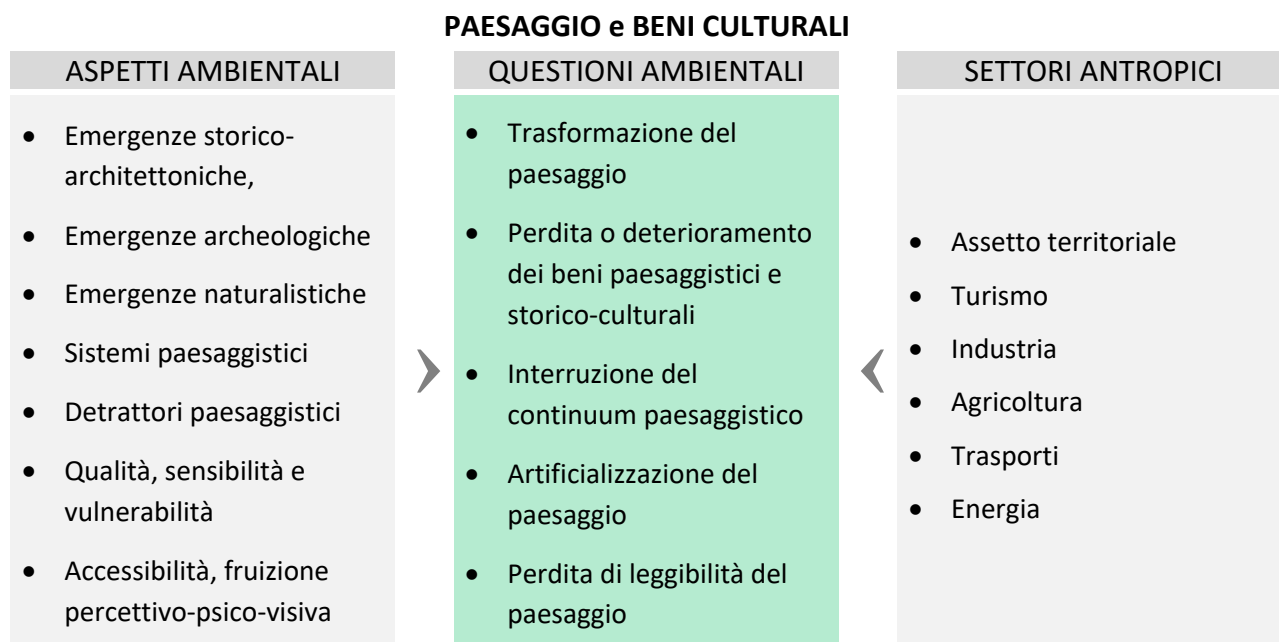 PAESAGGIO e BENI CULTURALI
ASPETTI AMBIENTALI
• Emergenze storico-
architettoniche,
• Emergenze archeologiche
• Emergenze naturalistiche
• Sistemi paesaggistici
• Detrattori paesaggistici
• Qualità, sensibilità e
vulnerabilità
• Accessibilità, fruizione
percettivo-psico-visiva
QUESTIONI AMBIENTALI
• Trasformazione del
paesaggio
• Perdita o deterioramento
dei beni paesaggistici e
storico-culturali
• Interruzione del
continuum paesaggistico
• Artificializzazione del
paesaggio
• Perdita di leggibilità del
paesaggio
SETTORI ANTROPICI
• Assetto territoriale
• Turismo
• Industria
• Agricoltura
• Trasporti
• Energia